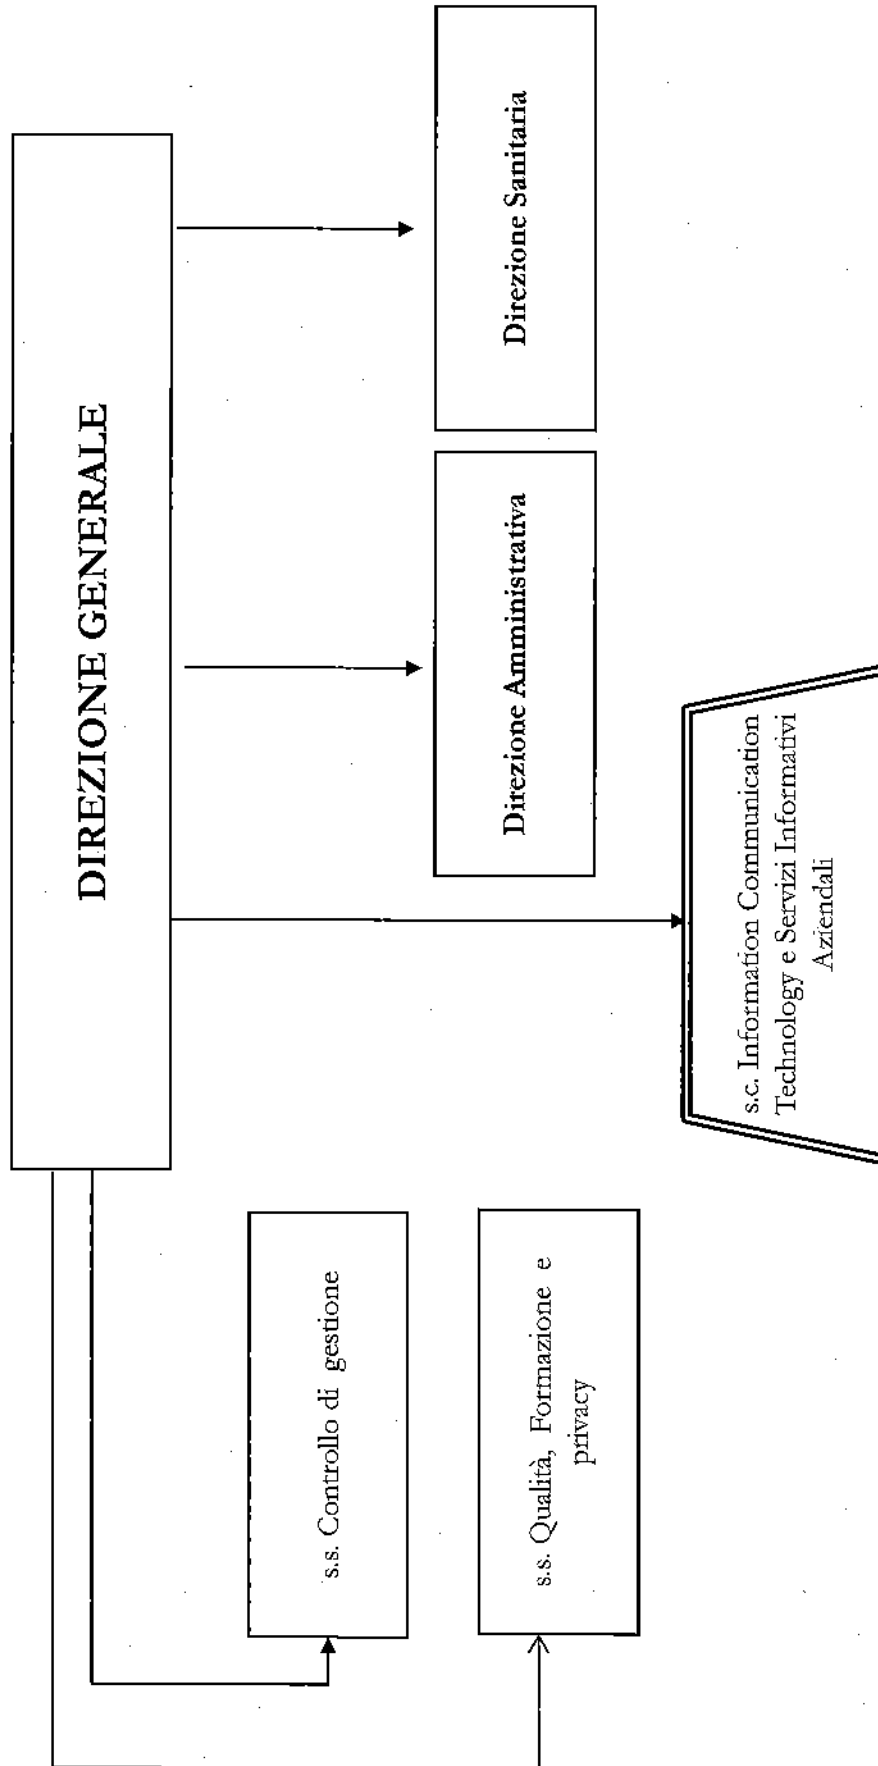 DIREZIONE GENERALE
s.s. Controllo di gestione
s.s. Qualità, Formazione e
privacy
Direzione Amministrativa
Direzione Sanitaria
s.c. Information Communication
Technology e Servizi Informativi
Aziendali